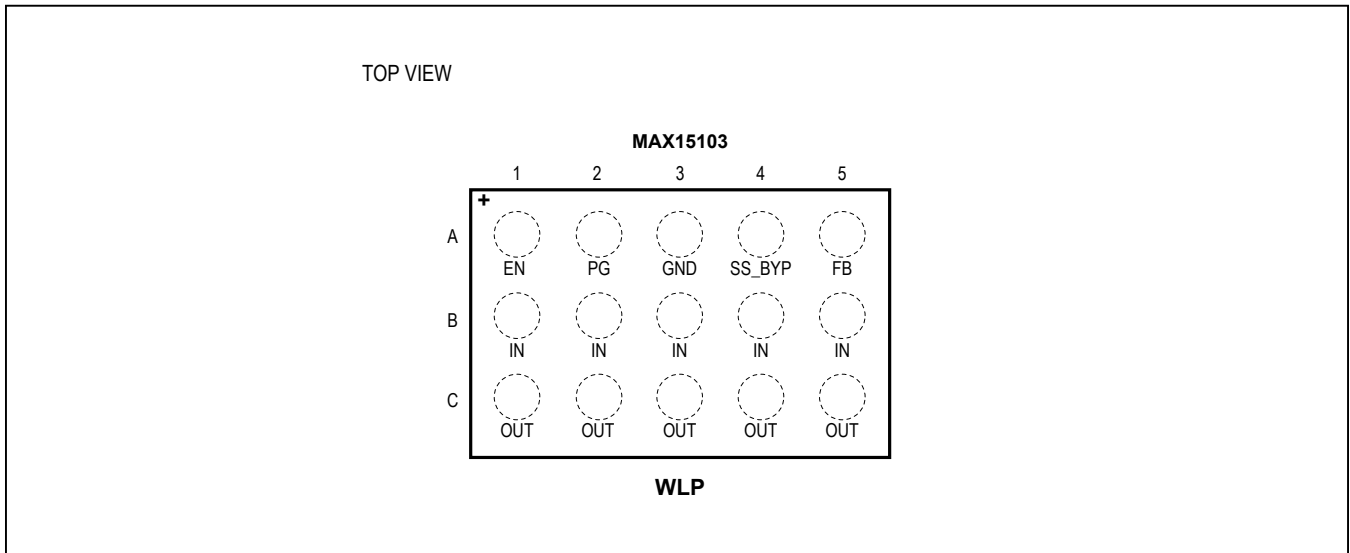 TOP VIEW
MAX15103
1 2 3 4 5
+
A
EN PG GND SS_BYP FB
B
IN IN IN IN IN
C
OUT OUT OUT OUT OUT
WLP